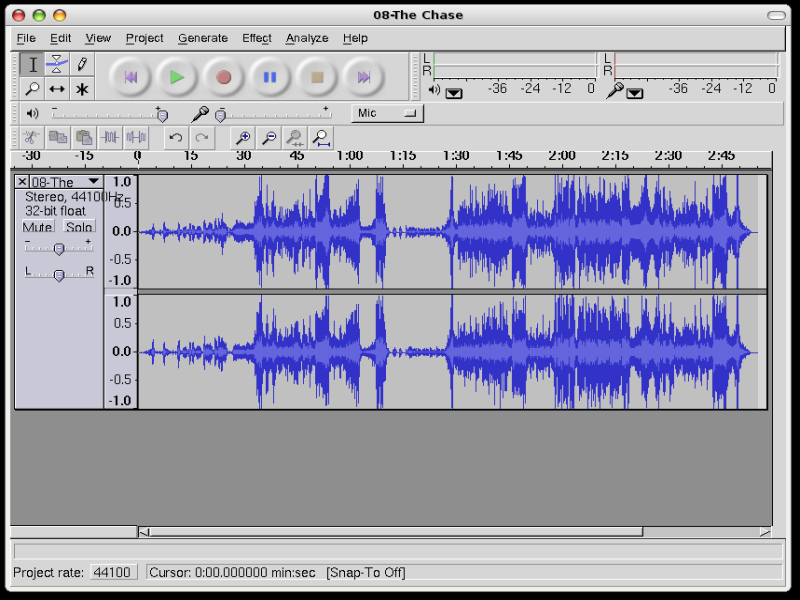 08-The Chase
File Edit View Project Generate Effect Analyze Help
L
R
-36 -24 -12 0
L
R
-36 -24 -12 0
- +
- +
Mic
-30 -15 0 15 30 45 1:00 1:15 1:30 1:45 2:00 2:15 2:30 2:45
08-The
Stereo, 44100Hz
32-bit float
Mute Solo
- +
L R
1.0
0.5
0.0
-0.5
-1.0
1.0
0.5
0.0
-0.5
-1.0
Project rate: 44100 Cursor: 0:00.000000 min:sec [Snap-To Off]